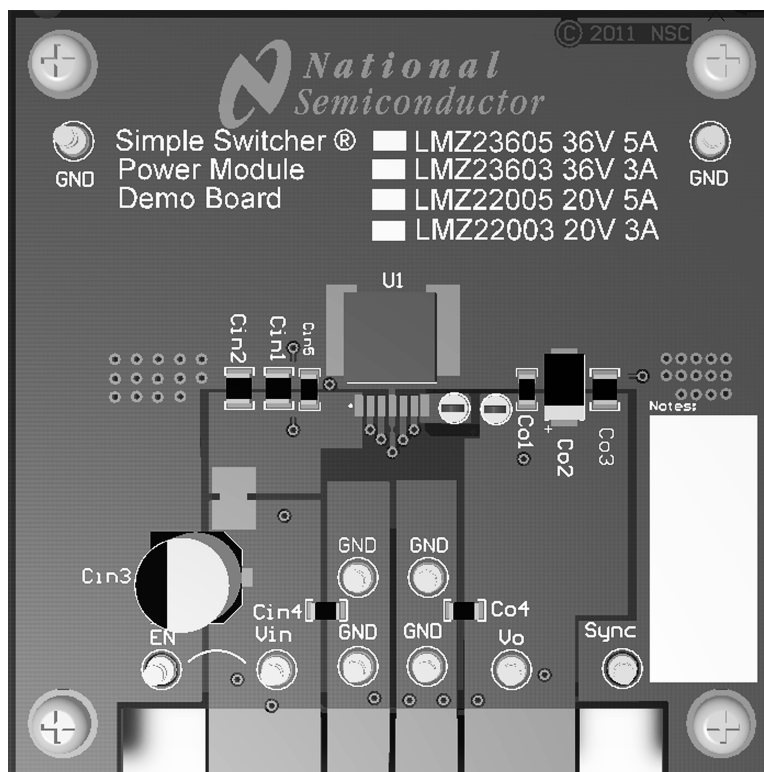 © 2011 NSC
National
Semiconductor
Simple Switcher ® LMZ23605 36V 5A
Power Module LMZ23603 36V 3A
Demo Board LMZ22005 20V 5A
LMZ22003 20V 3A
GND
GND
U1
Cin2
Cin1
Cin5
Co1
+
Co2
Co3
Notes:
GND
GND
Cin3
Cin4
Co4
EN
Vin
GND
GND
Vo
Sync